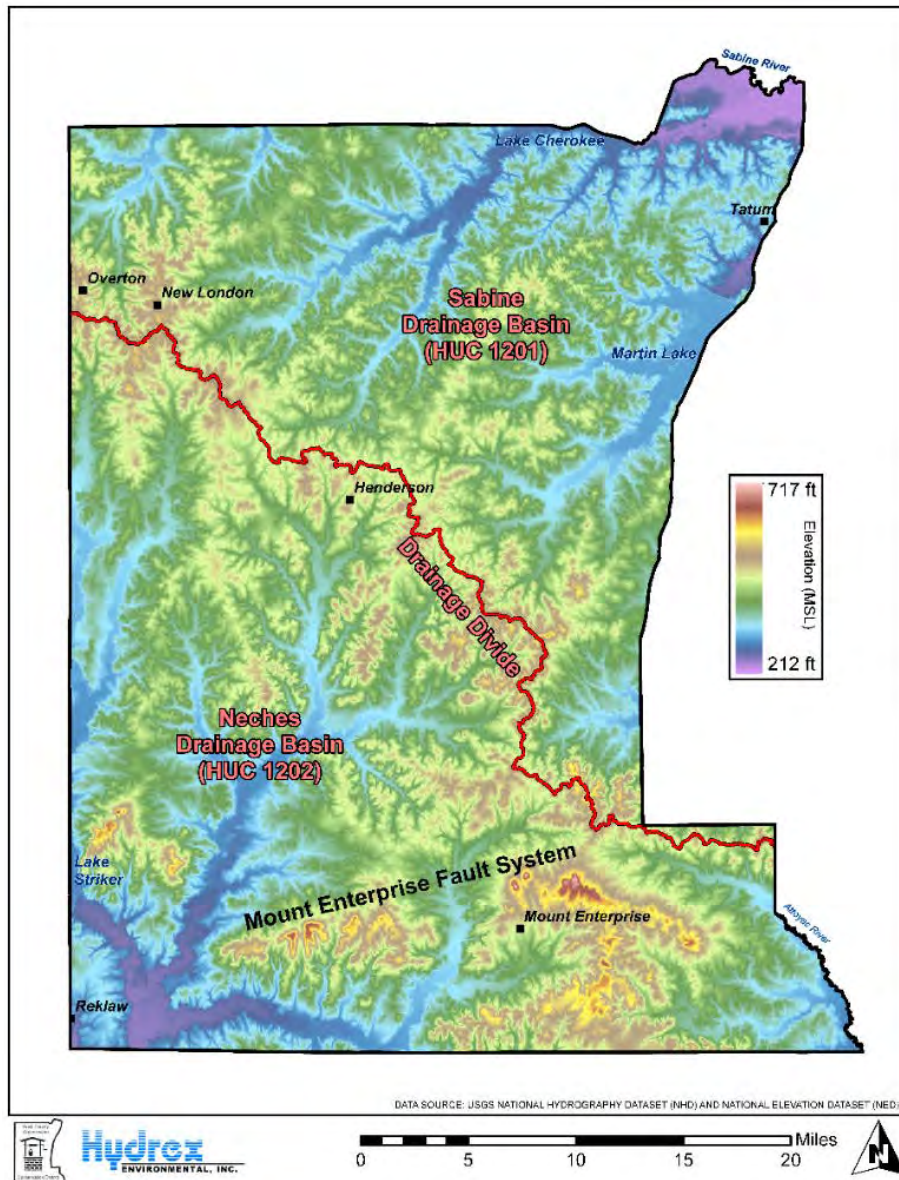 Sabine River
Lake Cherokee
Tatum
Overton
New London
Sabine
Drainage Basin
(HUC 1201)
Martin Lake
Henderson
717 ft
Elevation (MSL)
212 ft
Drainage Divide
Neches
Drainage Basin
(HUC 1202)
Lake
Striker
Mount Enterprise Fault System
Mount Enterprise
Attoyac River
Reklaw
DATA SOURCE: USGS NATIONAL HYDROGRAPHY DATASET (NHD) AND NATIONAL ELEVATION DATASET (NED)
Hydrex
ENVIRONMENTAL, INC.
Miles
0 5 10 15 20
N